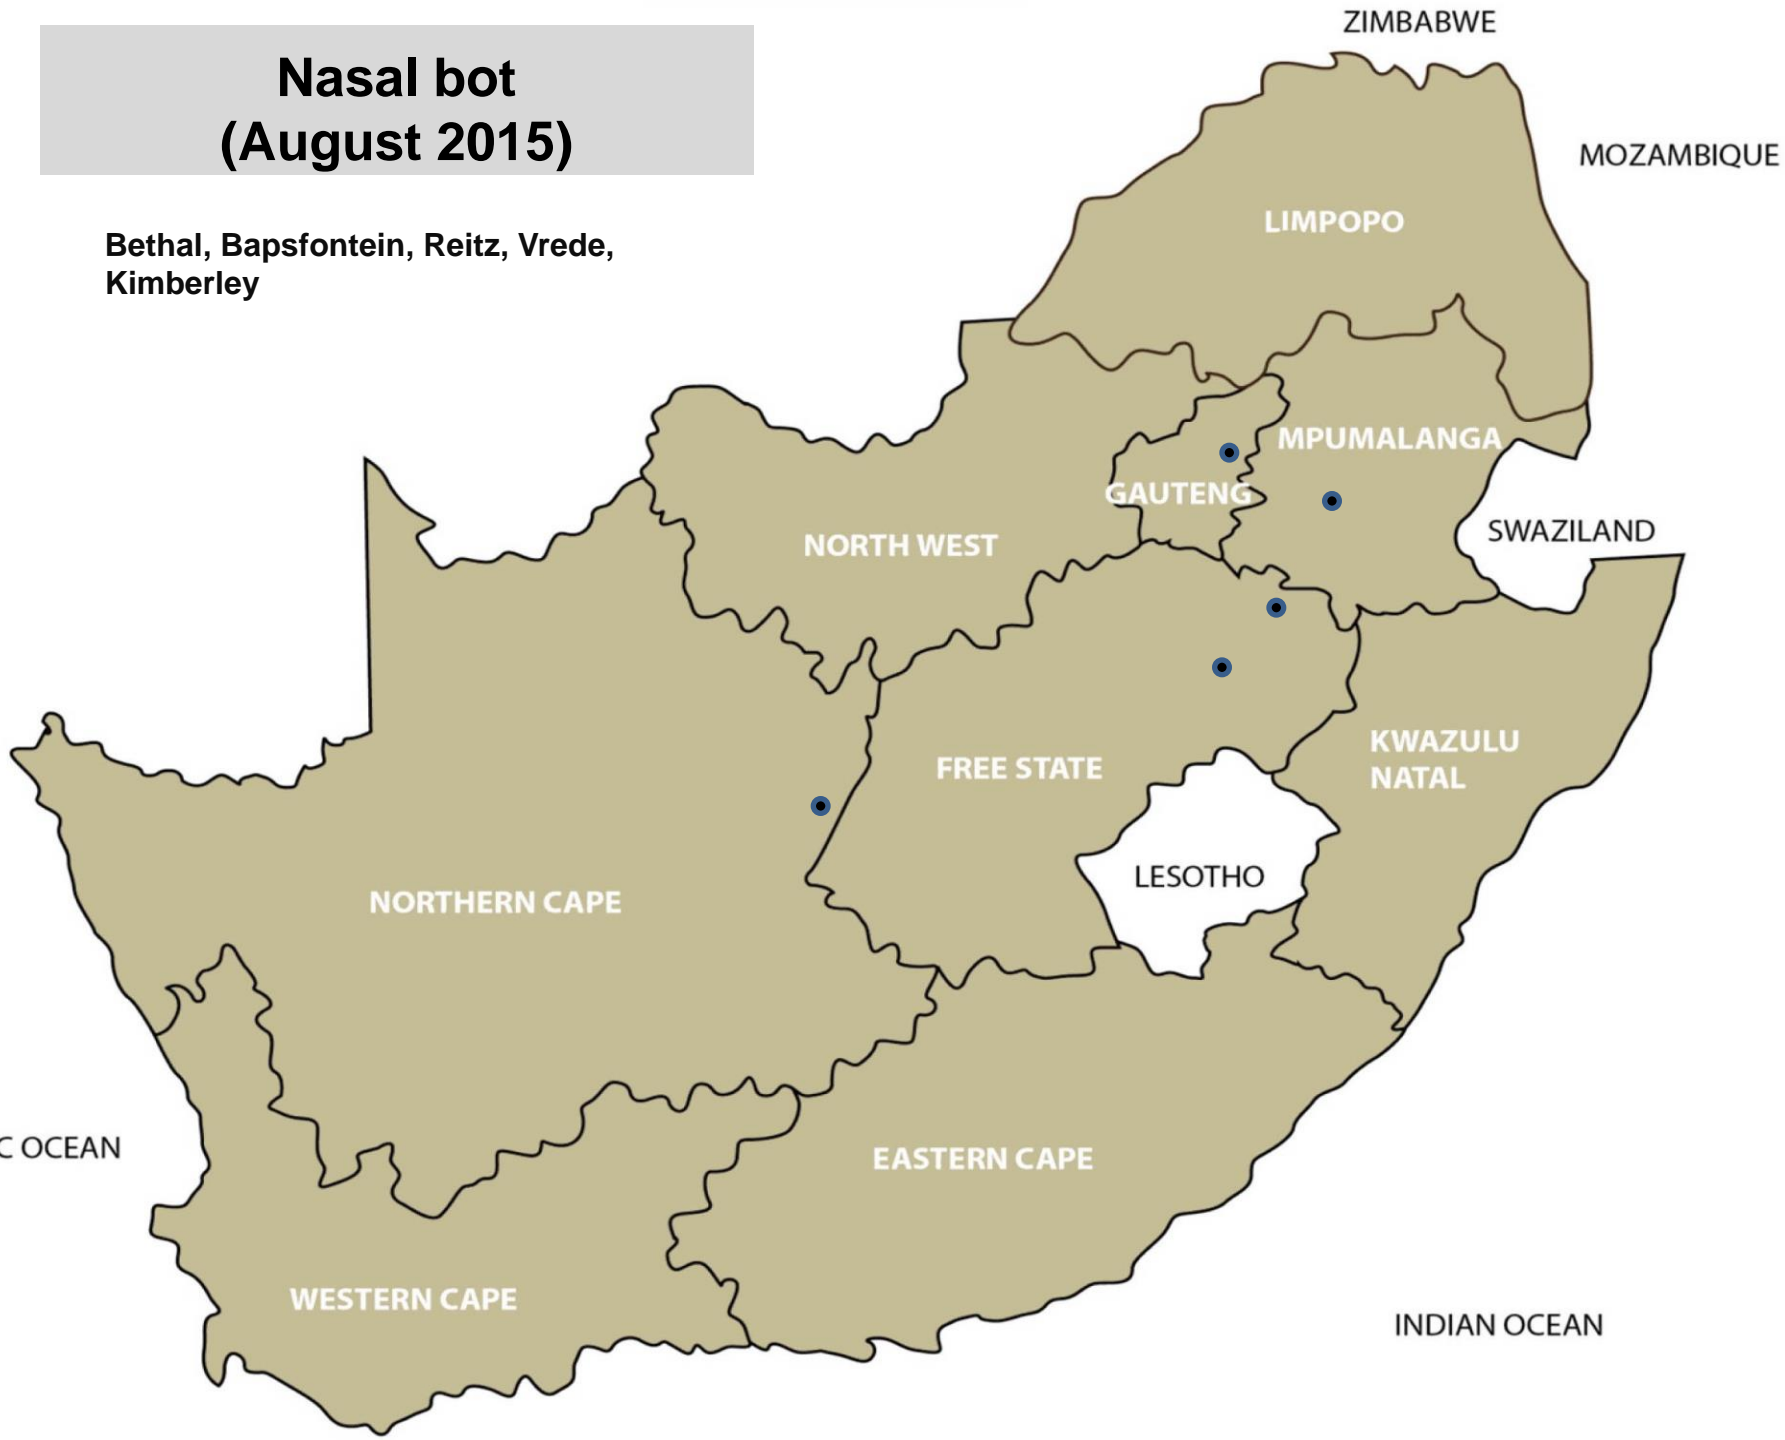 Nasal bot
(August 2015)
Bethal, Bapsfontein, Reitz, Vrede,
Kimberley
ZIMBABWE
MOZAMBIQUE
LIMPOPO
MPUMALANGA
GAUTENG
SWAZILAND
NORTH WEST
KWAZULU
NATAL
FREE STATE
LESOTHO
NORTHERN CAPE
C OCEAN
EASTERN CAPE
WESTERN CAPE
INDIAN OCEAN